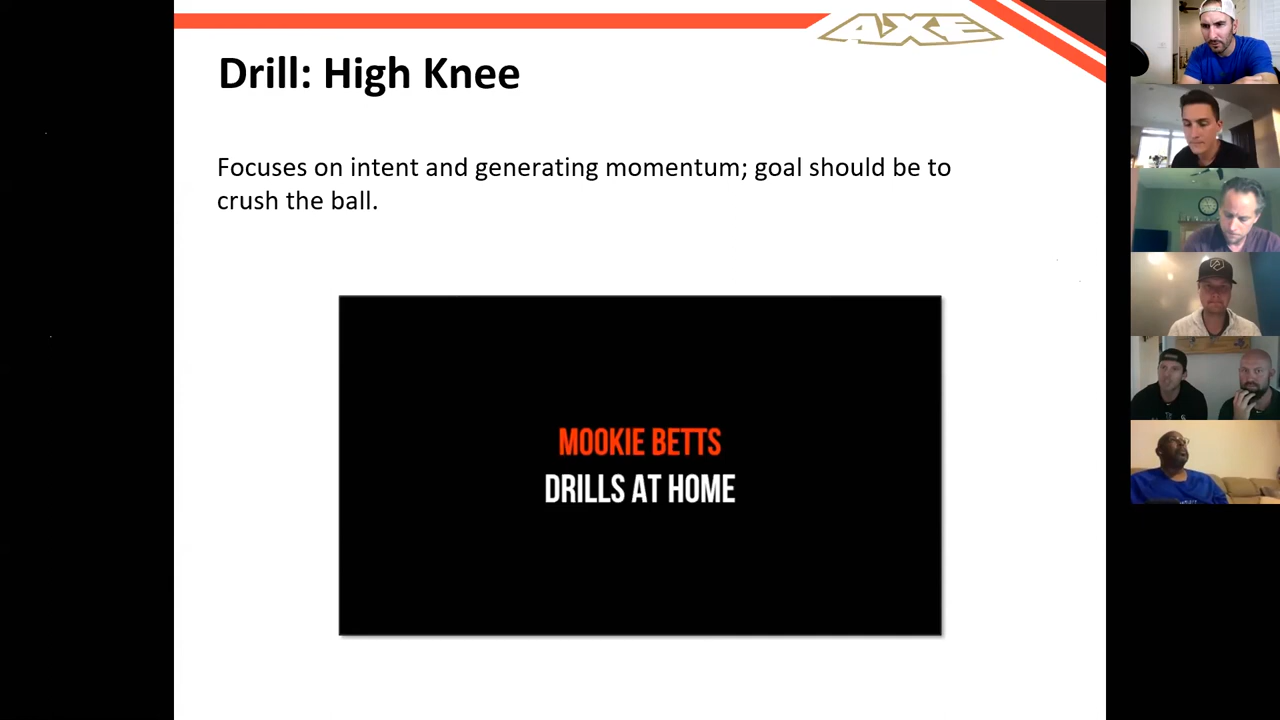 AXE
Drill: High Knee
Focuses on intent and generating momentum; goal should be to
crush the ball.
MOOKIE BETTS
DRILLS AT HOME